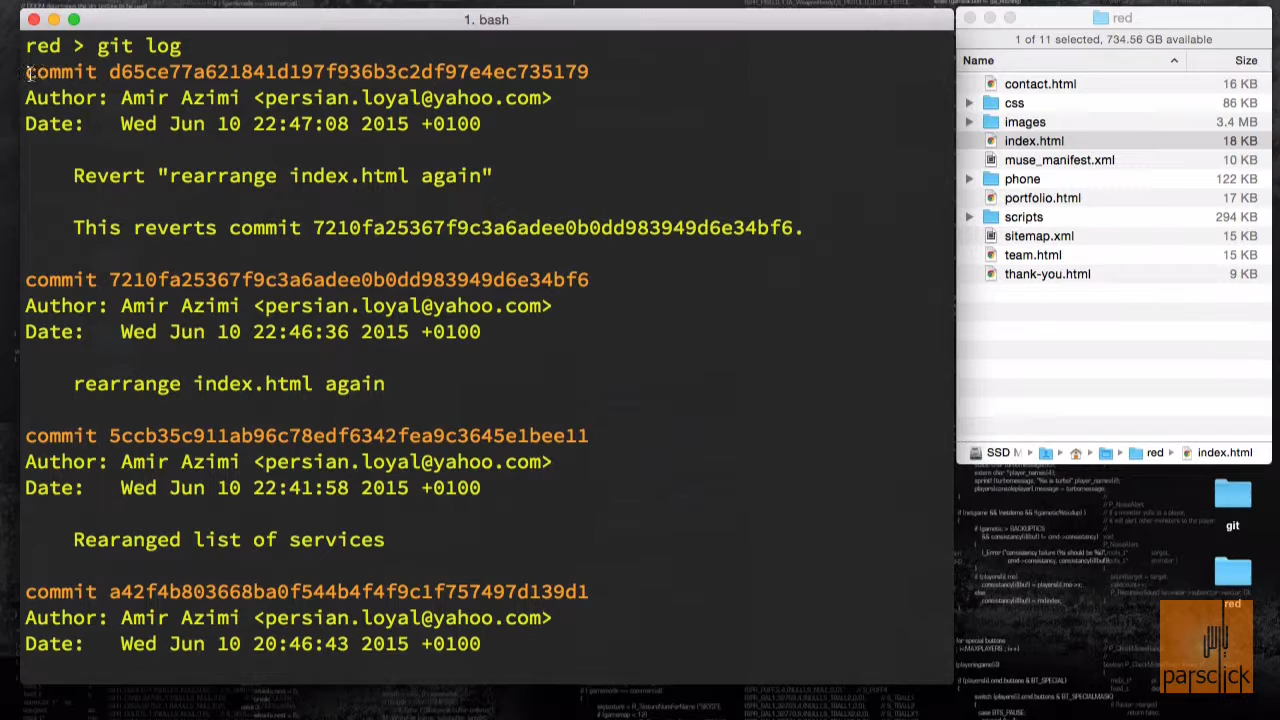 1. bash
red > git log
commit d65ce77a621841d197f936b3c2df97e4ec735179
Author: Amir Azimi <persian.loyal@yahoo.com>
Date:   Wed Jun 10 22:47:08 2015 +0100
Revert "rearrange index.html again"
This reverts commit 7210fa25367f9c3a6adee0b0dd983949d6e34bf6.
commit 7210fa25367f9c3a6adee0b0dd983949d6e34bf6
Author: Amir Azimi <persian.loyal@yahoo.com>
Date:   Wed Jun 10 22:46:36 2015 +0100
rearrange index.html again
commit 5ccb35c911ab96c78edf6342fea9c3645e1bee11
Author: Amir Azimi <persian.loyal@yahoo.com>
Date:   Wed Jun 10 22:41:58 2015 +0100
Rearanged list of services
commit a42f4b803668ba0f544b4f4f9c1f757497d139d1
Author: Amir Azimi <persian.loyal@yahoo.com>
Date:   Wed Jun 10 20:46:43 2015 +0100
red
1 of 11 selected, 734.56 GB available
Name Size
contact.html 16 KB
css 86 KB
images 3.4 MB
index.html 18 KB
muse_manifest.xml 10 KB
phone 122 KB
portfolio.html 17 KB
scripts 294 KB
sitemap.xml 15 KB
team.html 15 KB
thank-you.html 9 KB
SSD red index.html
git
red
پارس
parsclick